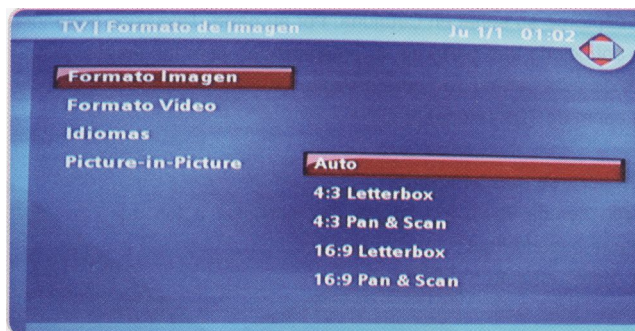 TV | Formato de Imagen
Ju 1/1 01:02
Formato Imagen
Formato Video
Idiomas
Picture-in-Picture
Auto
4:3 Letterbox
4:3 Pan & Scan
16:9 Letterbox
16:9 Pan & Scan